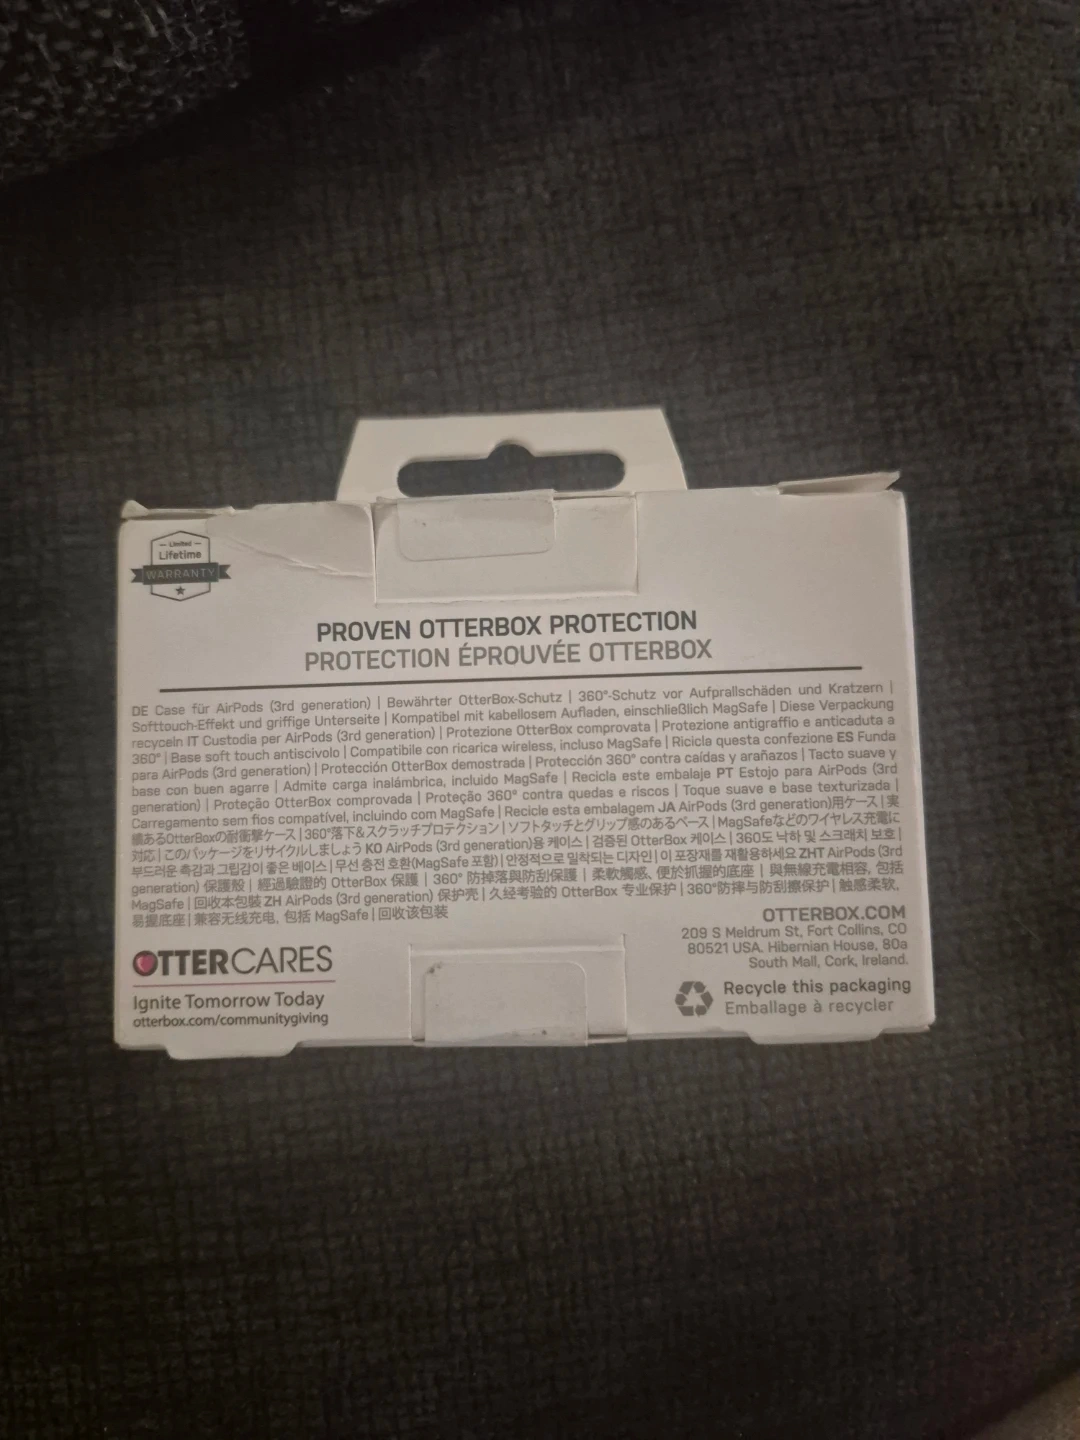 Limited
Lifetime
WARRANTY
PROVEN OTTERBOX PROTECTION
PROTECTION ÉPROUVÉE OTTERBOX
DE Case für AirPods (3rd generation) | Bewährter OtterBox-Schutz | 360°-Schutz vor Aufprallschäden und Kratzern |
Softtouch-Effekt und griffige Unterseite | Kompatibel mit kabellosem Aufladen, einschließlich MagSafe | Diese Verpackung
recyceln IT Custodia per AirPods (3rd generation) | Protezione OtterBox comprovata | Protezione antigraffio e anticaduta a
360° | Base soft touch antiscivolo | Compatibile con ricarica wireless, incluso MagSafe | Ricicla questa confezione ES Funda
para AirPods (3rd generation) | Protección OtterBox demostrada | Protección 360° contra caídas y arañazos | Tacto suave y
base con buen agarre | Admite carga inalámbrica, incluido MagSafe | Recicla este embalaje PT Estojo para AirPods (3rd
generation) | Proteção OtterBox comprovada | Proteção 360° contra quedas e riscos | Toque suave e base texturizada |
Carregamento sem fios compatível, incluindo com MagSafe | Recicle esta embalagem JA AirPods (3rd generation)用ケース | 実
績あるOtterBoxの耐衝撃ケース | 360°落下&スクラッチプロテクション | ソフトタッチとグリップ感のあるベース | MagSafeなどのワイヤレス充電に
対応 | このパッケージをリサイクルしましょう KO AirPods (3rd generation)용 케이스 | 검증된 OtterBox 케이스 | 360도 낙하 및 스크래치 보호 |
부드러운 촉감과 그립감이 좋은 베이스 | 무선 충전 호환(MagSafe 포함) | 안정적으로 밀착되는 디자인 | 이 포장재를 재활용하세요 ZHT AirPods (3rd
generation) 保護殼 | 經過驗證的 OtterBox 保護 | 360° 防掉落與防刮保護 | 柔軟觸感、便於抓握的底座 | 與無線充電相容, 包括
MagSafe | 回收本包裝 ZH AirPods (3rd generation) 保护壳 | 久经考验的 OtterBox 专业保护 | 360°防摔与防刮擦保护 | 触感柔软,
易握底座 | 兼容无线充电, 包括 MagSafe | 回收该包装
OTTERCARES
Ignite Tomorrow Today
otterbox.com/communitygiving
OTTERBOX.COM
209 S Meldrum St, Fort Collins, CO
80521 USA. Hibernian House, 80a
South Mall, Cork, Ireland.
Recycle this packaging
Emballage à recycler